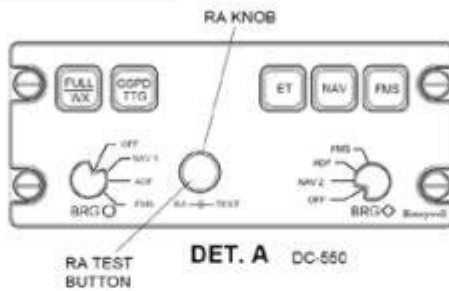 RA KNOB
FULL
WX
GSPD
TTG
ET
NAV
FMS
OFF
NAV 1
ADF
FMS
BRG
RA
TEST
FMS
ADF
NAV 2
OFF
BRG
Honeywell
RA TEST
BUTTON
DET. A
DC-550